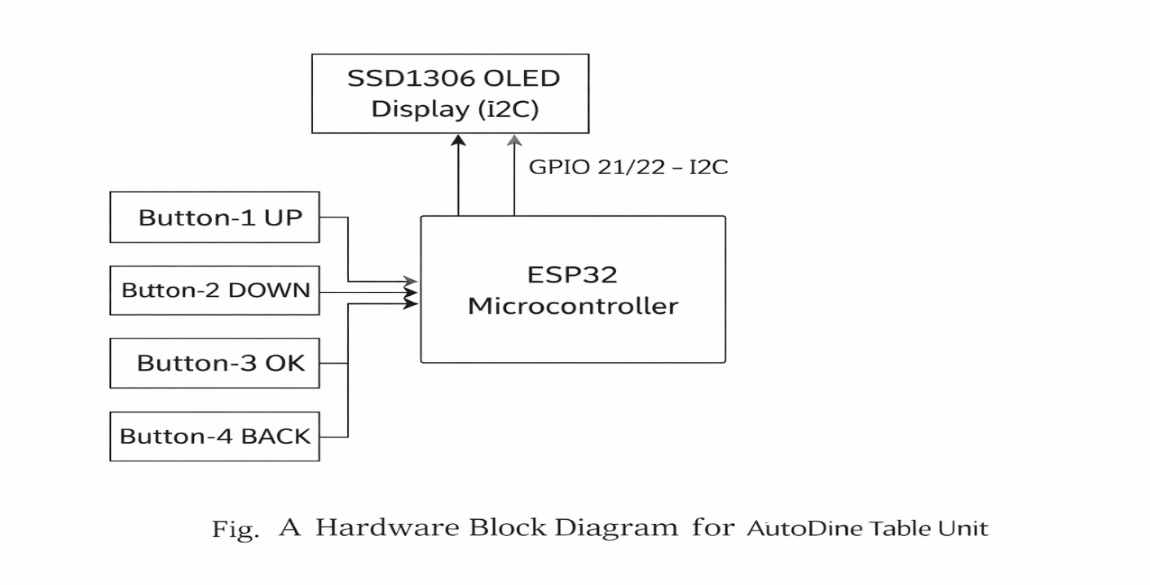 SSD1306 OLED
Display (i2C)
GPIO 21/22 – I2C
Button-1 UP
Button-2 DOWN
Button-3 OK
Button-4 BACK
ESP32
Microcontroller
Fig. A Hardware Block Diagram for AutoDine Table Unit